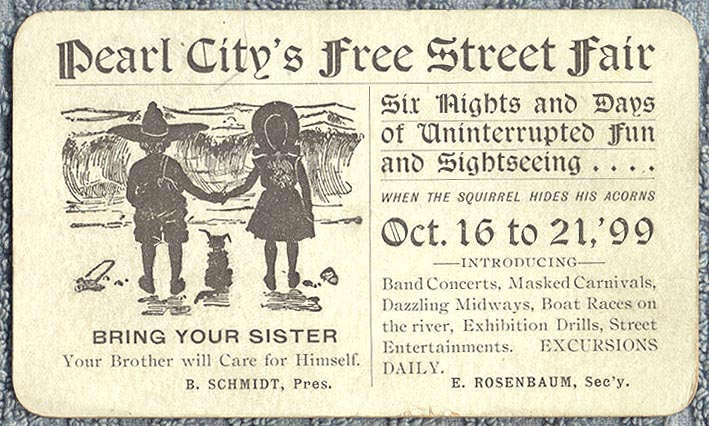 Pearl City's Free Street Fair
Six Nights and Days
of Uninterrupted Fun
and Sightseeing . . . .
WHEN THE SQUIRREL HIDES HIS ACORNS
Oct. 16 to 21, '99
—INTRODUCING—
Band Concerts, Masked Carnivals,
Dazzling Midways, Boat Races on
the river, Exhibition Drills, Street
Entertainments. EXCURSIONS
DAILY.
E. ROSENBAUM, Sec'y.
BRING YOUR SISTER
Your Brother will Care for Himself.
B. SCHMIDT, Pres.